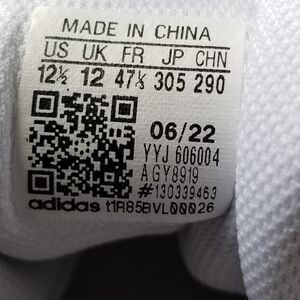 MADE IN CHINA
US UK FR JP CHN
12½ 12 47⅓ 305 290
06/22
YYJ 606004
AGY8919
#130339463
adidas t1R85BVL00026